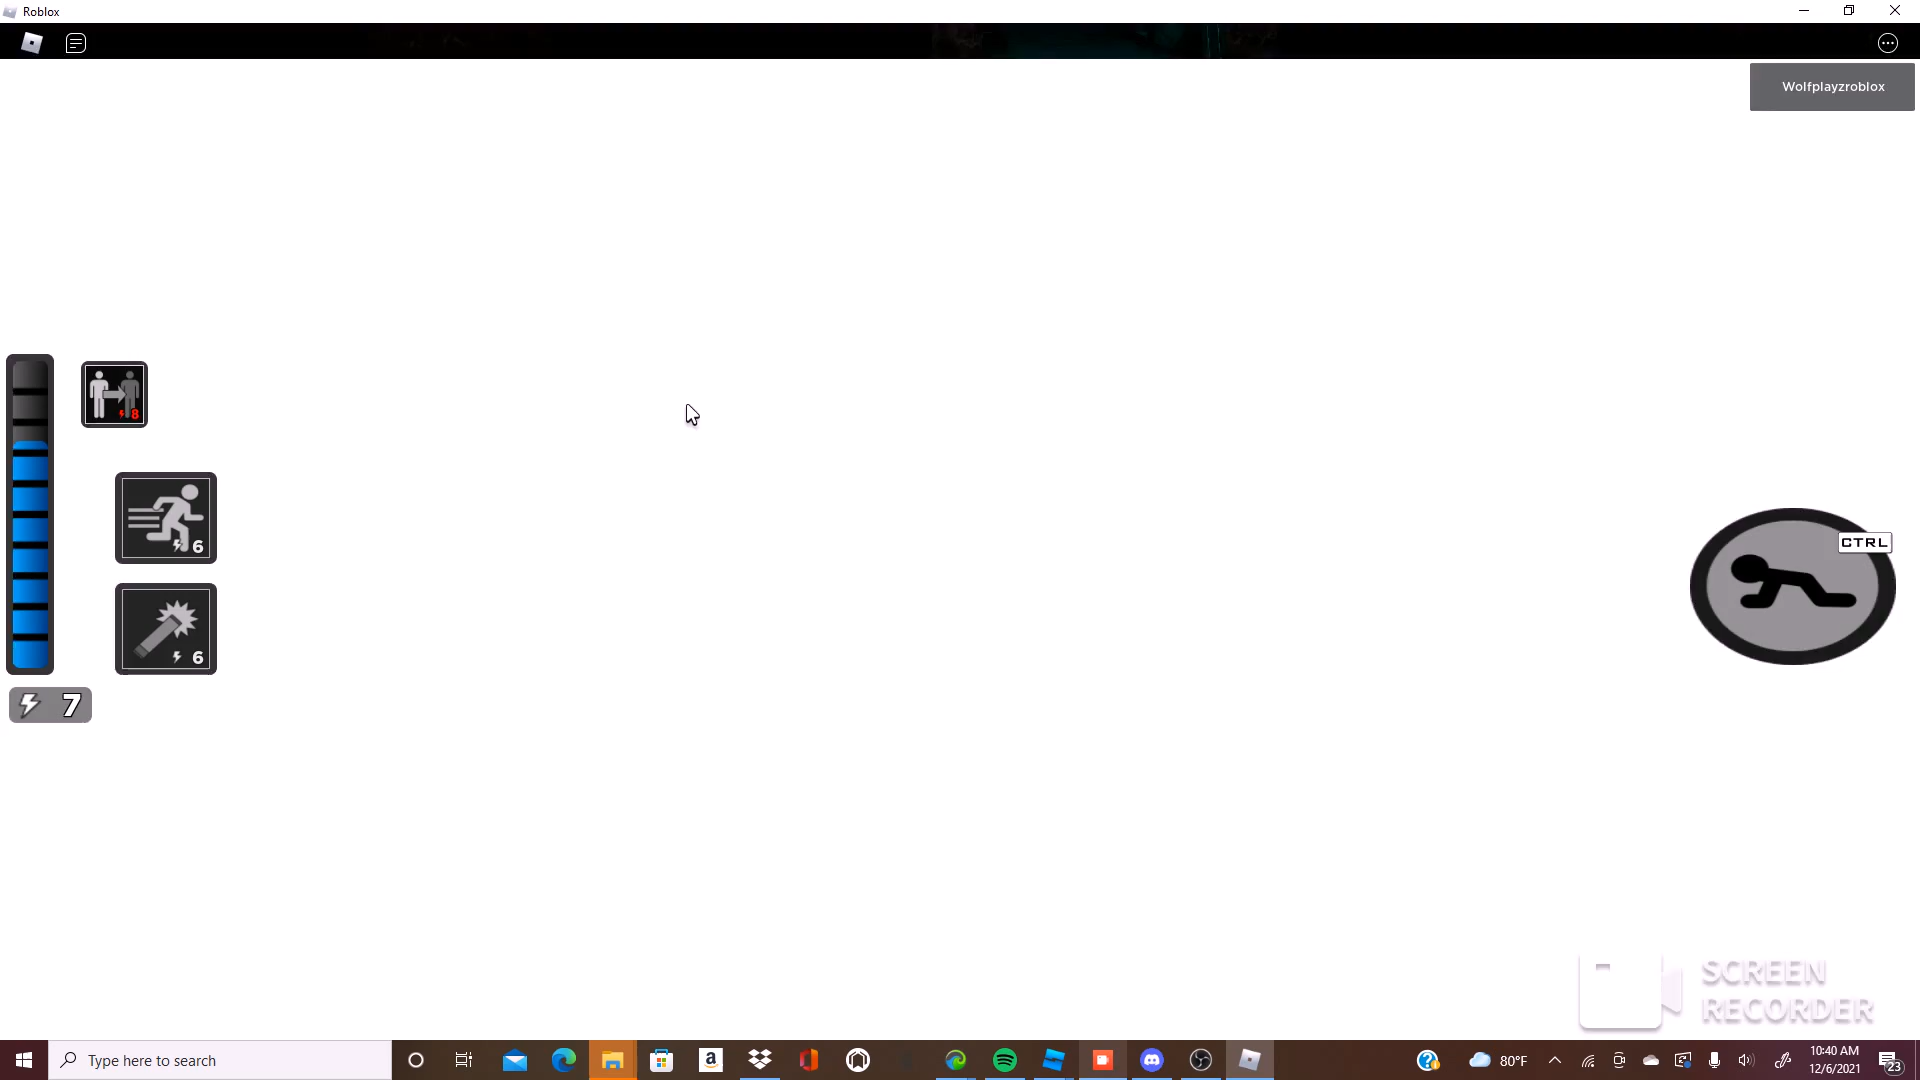 Roblox
Wolfplayzroblox
8
6
CTRL
6
7
SCREEN
RECORDER
Type here to search
a
80°F
10:40 AM
12/6/2021
23